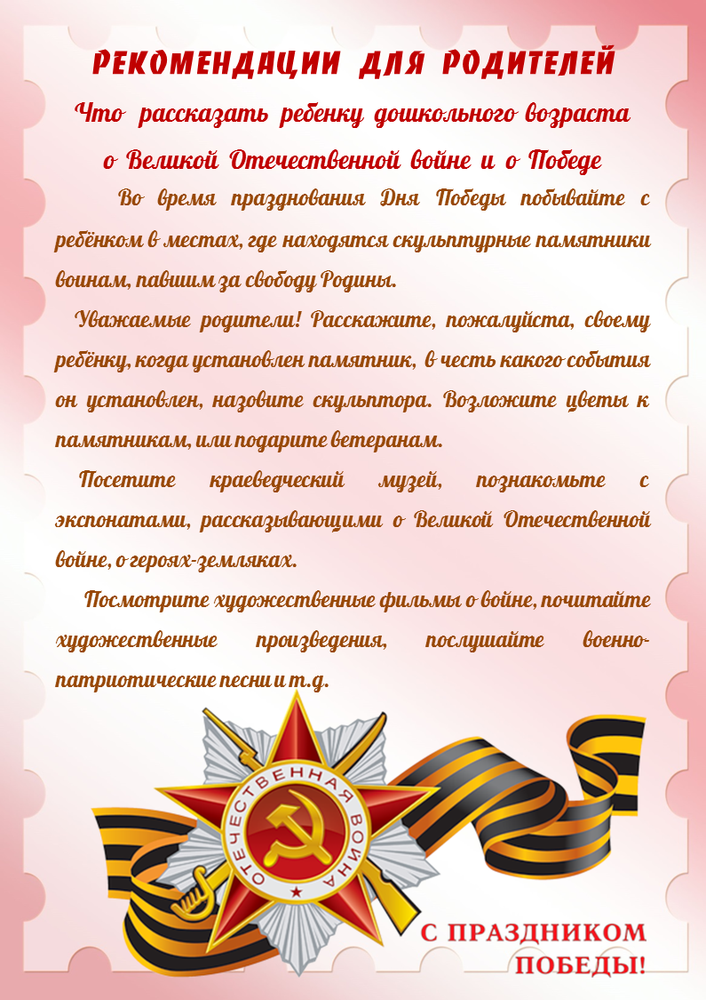 РЕКОМЕНДАЦИИ ДЛЯ РОДИТЕЛЕЙ
Что рассказать ребенку дошкольного возраста
о Великой Отечественной войне и о Победе
Во время празднования Дня Победы побывайте с
ребёнком в местах, где находятся скульптурные памятники
воинам, павшим за свободу Родины.
Уважаемые родители! Расскажите, пожалуйста, своему
ребёнку, когда установлен памятник, в честь какого события
он установлен, назовите скульптора. Возложите цветы к
памятникам, или подарите ветеранам.
Посетите краеведческий музей, познакомьте с
экспонатами, рассказывающими о Великой Отечественной
войне, о героях-земляках.
Посмотрите художественные фильмы о войне, почитайте
художественные произведения, послушайте военно-
патриотические песни и т.д.
ОТЕЧЕСТВЕННАЯ ВОЙНА
С ПРАЗДНИКОМ
ПОБЕДЫ!